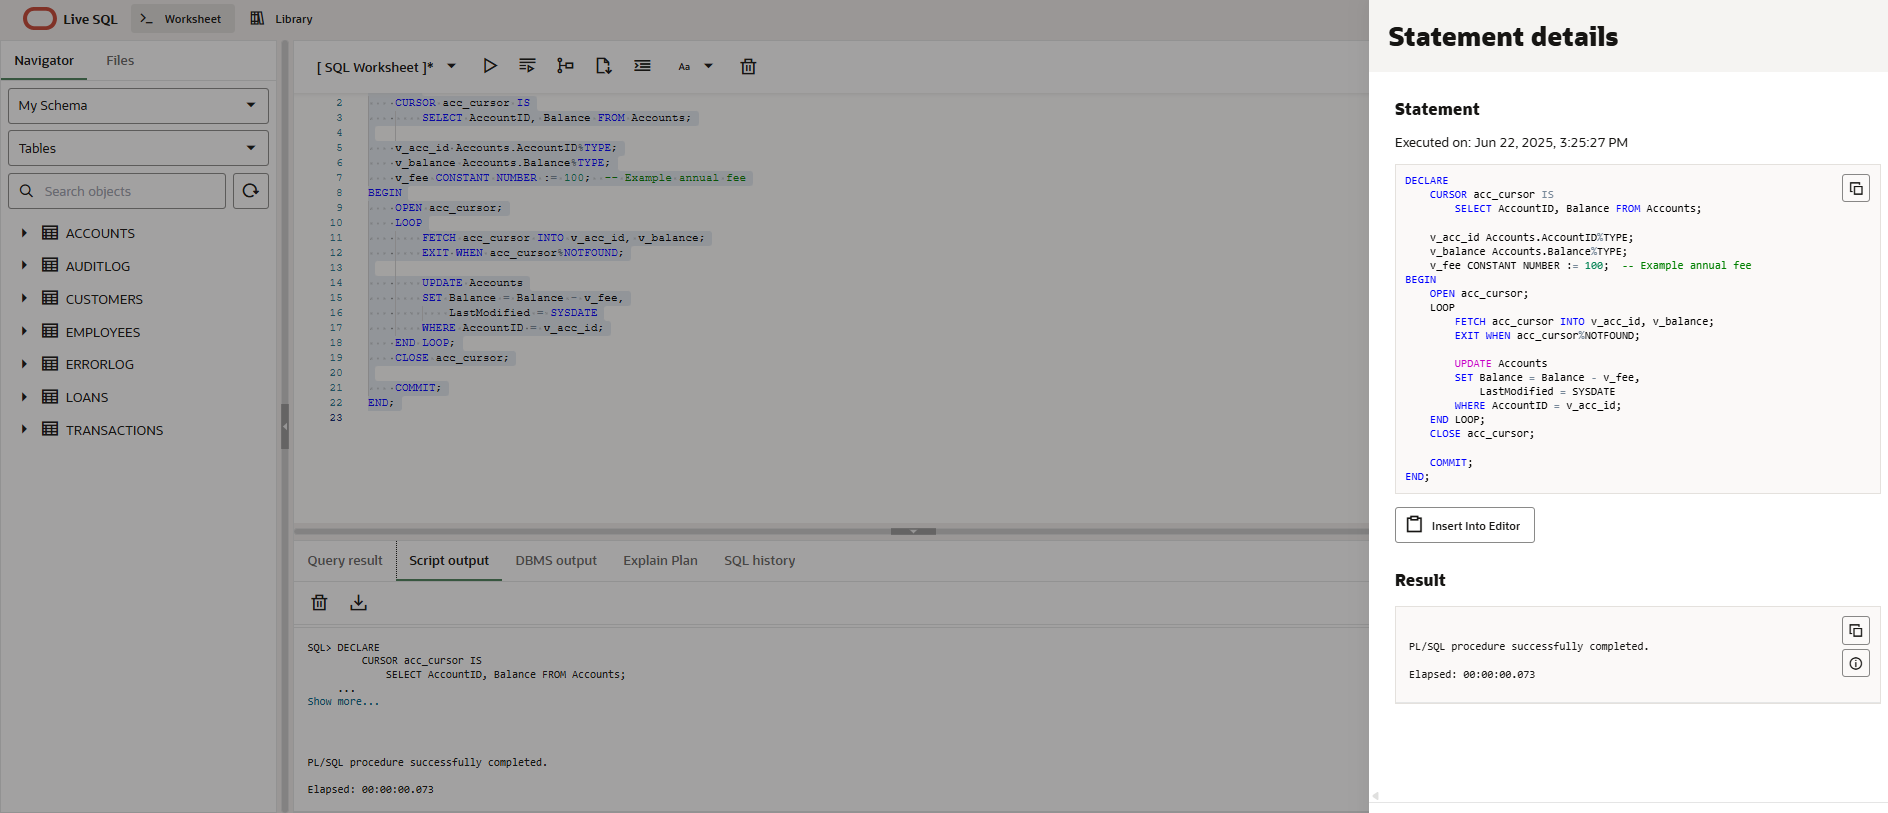 Live SQL
Worksheet
Library
Navigator
Files
My Schema
Tables
Search objects
ACCOUNTS
AUDITLOG
CUSTOMERS
EMPLOYEES
ERRORLOG
LOANS
TRANSACTIONS
[ SQL Worksheet ]*
Aa
2 CURSOR acc_cursor IS
3 SELECT AccountID, Balance FROM Accounts;
4
5 v_acc_id Accounts.AccountID%TYPE;
6 v_balance Accounts.Balance%TYPE;
7 v_fee CONSTANT NUMBER := 100; -- Example annual fee
8 BEGIN
9 OPEN acc_cursor;
10 LOOP
11 FETCH acc_cursor INTO v_acc_id, v_balance;
12 EXIT WHEN acc_cursor%NOTFOUND;
13
14 UPDATE Accounts
15 SET Balance = Balance - v_fee,
16 LastModified = SYSDATE
17 WHERE AccountID = v_acc_id;
18 END LOOP;
19 CLOSE acc_cursor;
20
21 COMMIT;
22 END;
23
Query result
Script output
DBMS output
Explain Plan
SQL history
SQL> DECLARE
CURSOR acc_cursor IS
SELECT AccountID, Balance FROM Accounts;
...
Show more...
PL/SQL procedure successfully completed.
Elapsed: 00:00:00.073
Statement details
Statement
Executed on: Jun 22, 2025, 3:25:27 PM
DECLARE
CURSOR acc_cursor IS
SELECT AccountID, Balance FROM Accounts;
v_acc_id Accounts.AccountID%TYPE;
v_balance Accounts.Balance%TYPE;
v_fee CONSTANT NUMBER := 100; -- Example annual fee
BEGIN
OPEN acc_cursor;
LOOP
FETCH acc_cursor INTO v_acc_id, v_balance;
EXIT WHEN acc_cursor%NOTFOUND;
UPDATE Accounts
SET Balance = Balance - v_fee,
LastModified = SYSDATE
WHERE AccountID = v_acc_id;
END LOOP;
CLOSE acc_cursor;
COMMIT;
END;
Insert Into Editor
Result
PL/SQL procedure successfully completed.
Elapsed: 00:00:00.073